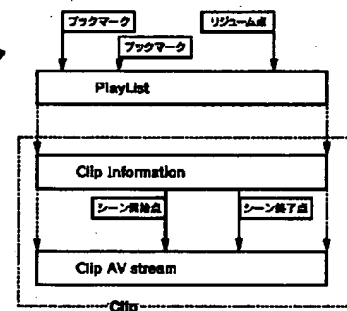 ブックマーク
リジューム点
ブックマーク
PlayList
Clip Information
シーン開始点
シーン終了点
Clip AV stream
Clip